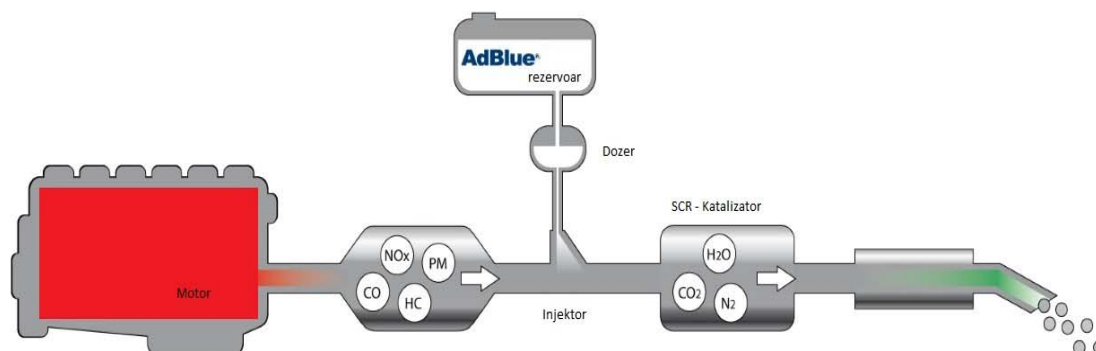 AdBlue®
rezervoar
Dozer
SCR - Katalizator
NOx
PM
H2O
CO
HC
CO2
N2
Motor
Injektor